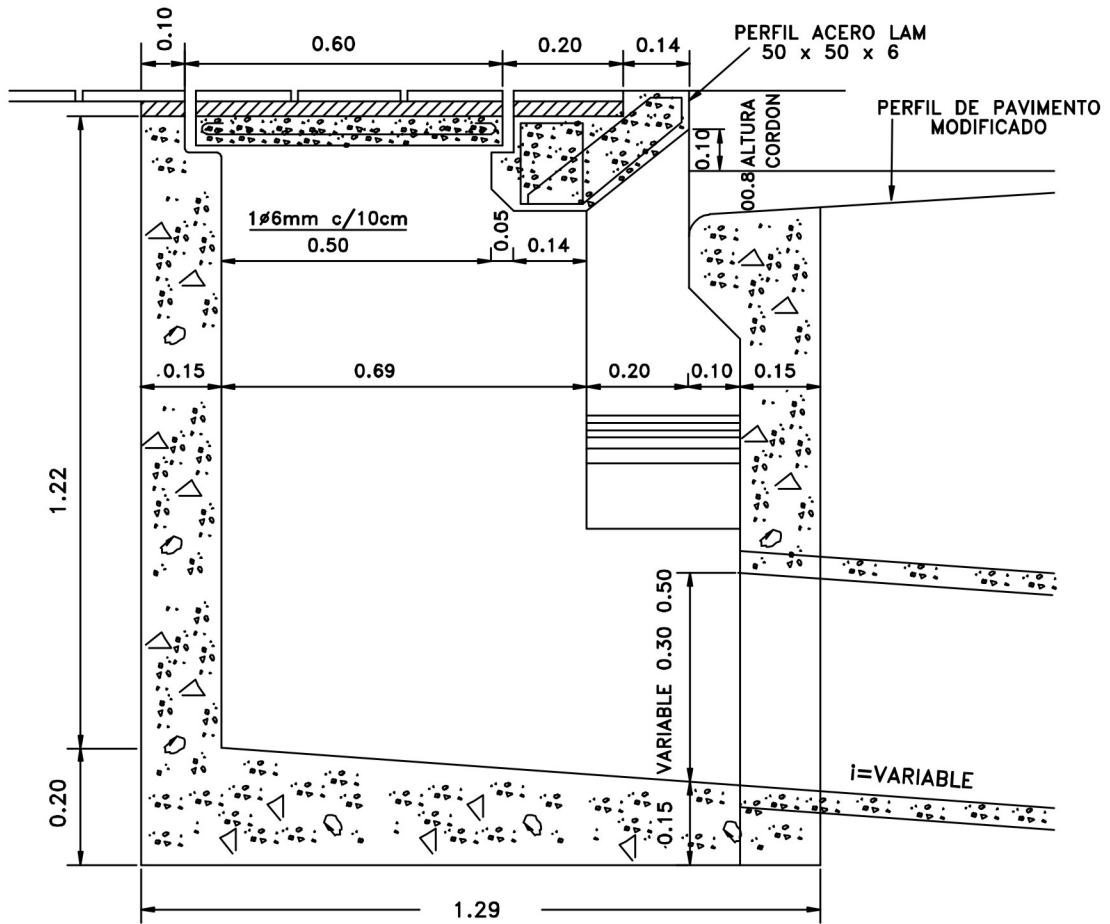 0.10
0.60
0.20
0.14
PERFIL ACERO LAM
50 x 50 x 6
PERFIL DE PAVIMENTO
MODIFICADO
0.10
00.8 ALTURA
CORDON
1ø6mm c/10cm
0.50
0.05
0.14
0.15
0.69
0.20
0.10
0.15
1.22
VARIABLE 0.30 0.50
i=VARIABLE
0.20
0.15
1.29